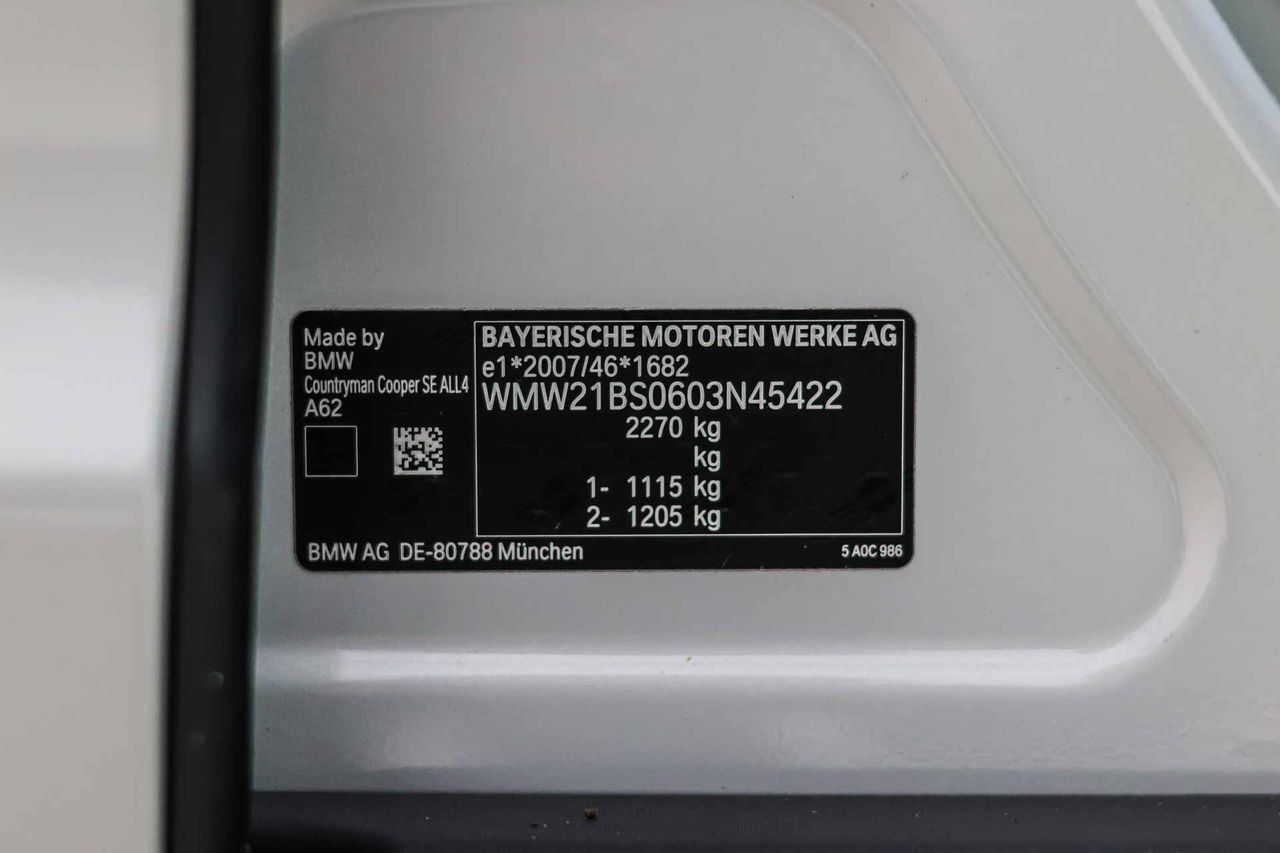 Made by
BMW
Countryman Cooper SE ALL4
A62
BAYERISCHE MOTOREN WERKE AG
e1*2007/46*1682
WMW21BS0603N45422
2270 kg
kg
1- 1115 kg
2- 1205 kg
BMW AG DE-80788 München
5 A0C 986